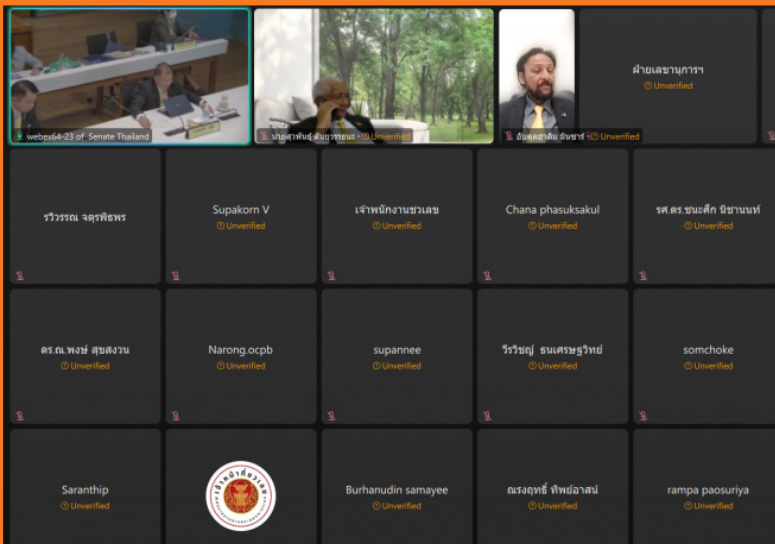 ฝ่ายเลขานุการฯ
Unverified
webex64-23 of Senate Thailand
นายสุวพันธุ์ ตันยุวรรธนะ • Unverified
อับดุลฮาลิม มินซาร์ • Unverified
รวิวรรณ จตุรพิธพร
Supakorn V
Unverified
เจ้าพนักงานชวเลข
Unverified
Chana phasuksakul
Unverified
รศ.ดร.ชนะศึก นิชานนท์
Unverified
ดร.ณ.พงษ์ สุขสงวน
Unverified
Narong.ocpb
Unverified
supannee
Unverified
วีรวิชญ์ ธนเศรษฐวิทย์
Unverified
somchoke
Unverified
Saranthip
Unverified
Burhanudin samayee
Unverified
ณรงฤทธิ์ ทิพย์อาสน์
Unverified
rampa paosuriya
Unverified